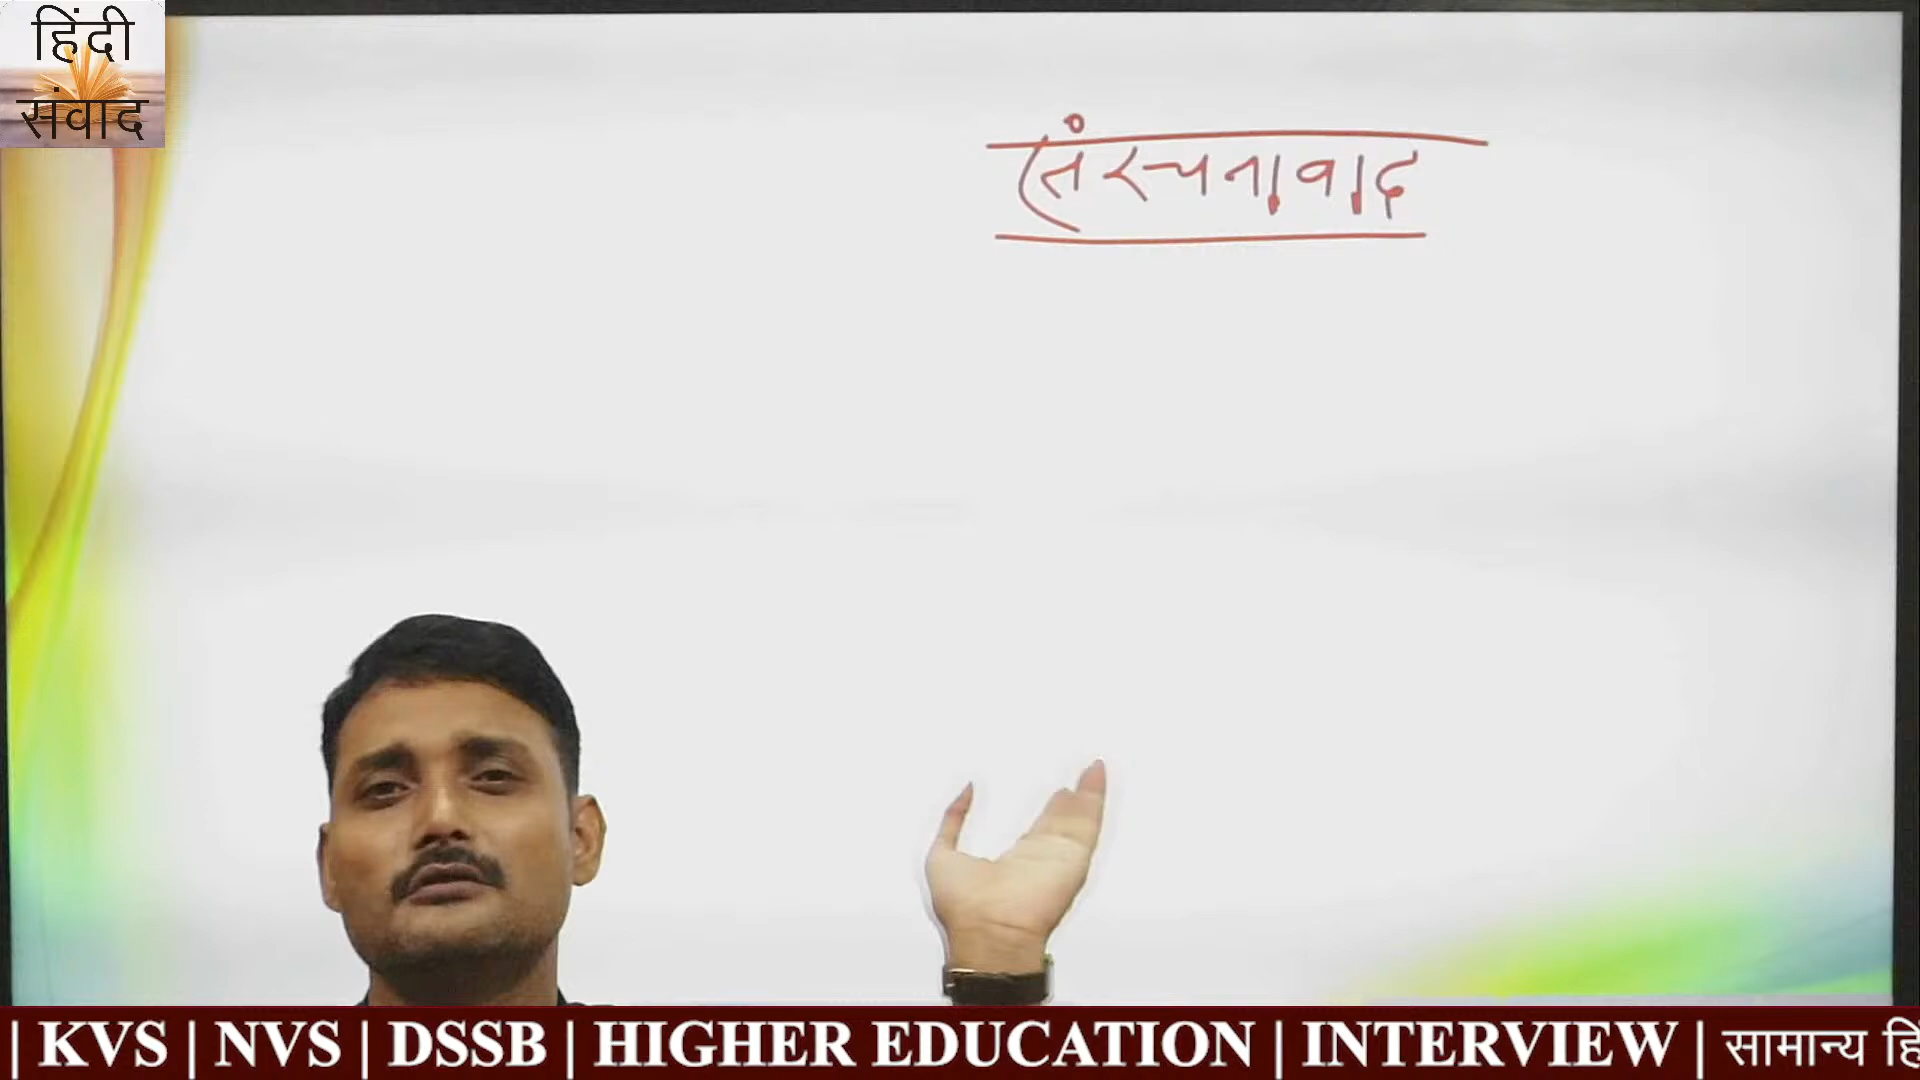 हिंदी
संवाद
संरचनावाद
| KVS | NVS | DSSB | HIGHER EDUCATION | INTERVIEW | सामान्य हि